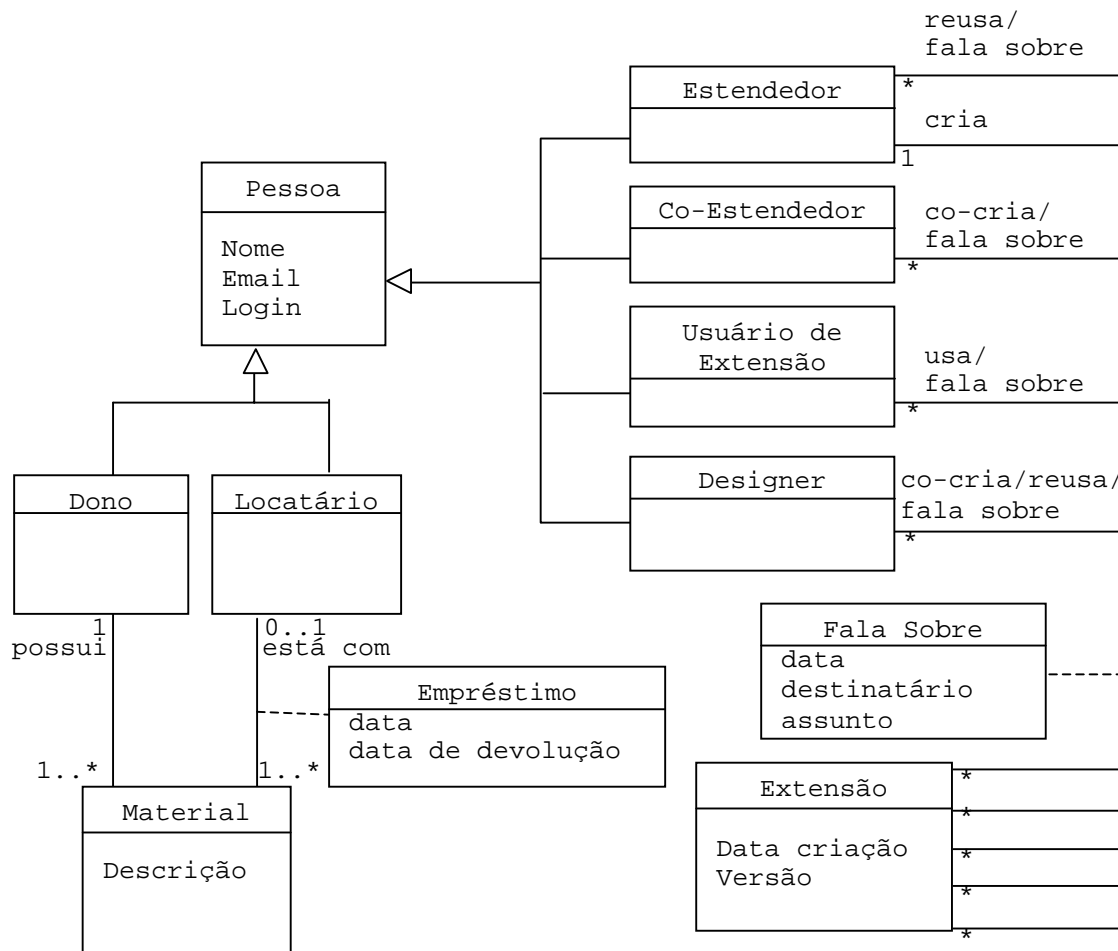 reusa/
fala sobre
Estendedor
*
cria
1
Pessoa
Nome
Email
Login
Co-Estendedor
co-cria/
fala sobre
*
Usuário de
Extensão
usa/
fala sobre
*
Designer
co-cria/reusa/
fala sobre
*
Dono
Locatário
1
possui
0..1
está com
Fala Sobre
data
destinatário
assunto
Empréstimo
data
data de devolução
1..*
1..*
Material
Descrição
Extensão
Data criação
Versão
*
*
*
*
*